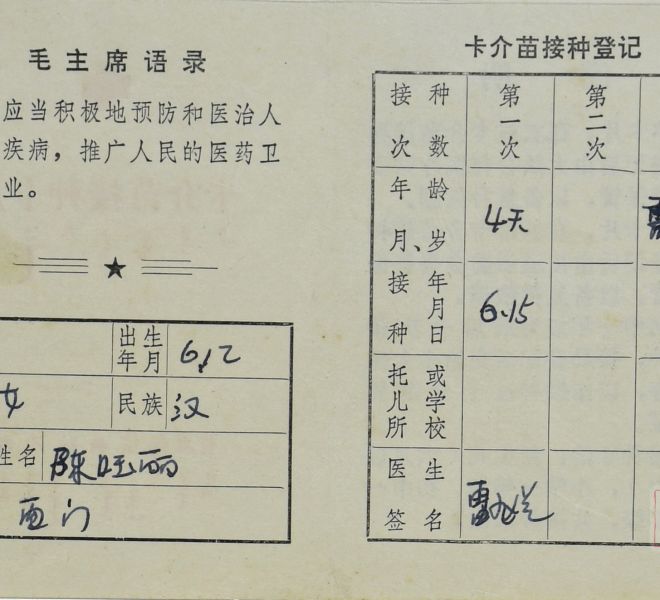 毛主席语录
应当积极地预防和医治人
疾病，推广人民的医药卫
业。
出生年月 6.12
女 民族 汉
姓名 陈旺丽
西门
卡介苗接种登记
接种次数 第一次 第二次
年龄 月、岁 4天
接种年月日 6.15
托儿所或学校
医生签名